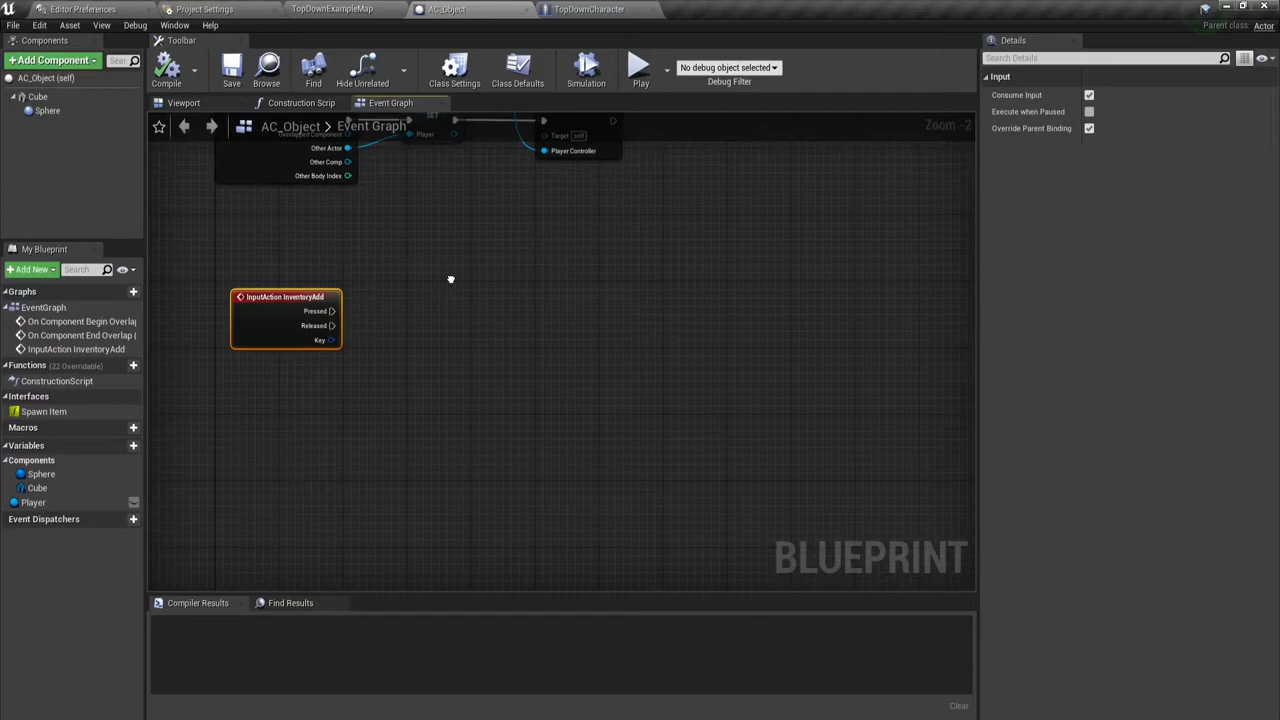 Editor Preferences
Project Settings
TopDownExampleMap
AC_Object
TopDownCharacter
File Edit Asset View Debug Window Help
Parent class: Actor
Components
Toolbar
Details
+Add Component
Sear
Compile
Save
Browse
Find
Hide Unrelated
Class Settings
Class Defaults
Simulation
Play
No debug object selected
Debug Filter
Search Details
AC_Object (self)
Cube
Sphere
Input
Consume Input
Execute when Paused
Override Parent Binding
Viewport
Construction Scrip
Event Graph
AC_Object > Event Graph
Zoom -2
SET
Overlapped Component
Player
Other Actor
Other Comp
Other Body Index
Target self
Player Controller
InputAction InventoryAdd
Pressed
Released
Key
My Blueprint
+Add New
Search
Graphs
EventGraph
On Component Begin Overlap
On Component End Overlap (
InputAction InventoryAdd
Functions (22 Overridable)
ConstructionScript
Interfaces
Spawn Item
Macros
Variables
Components
Sphere
Cube
Player
Event Dispatchers
BLUEPRINT
Compiler Results
Find Results
Clear